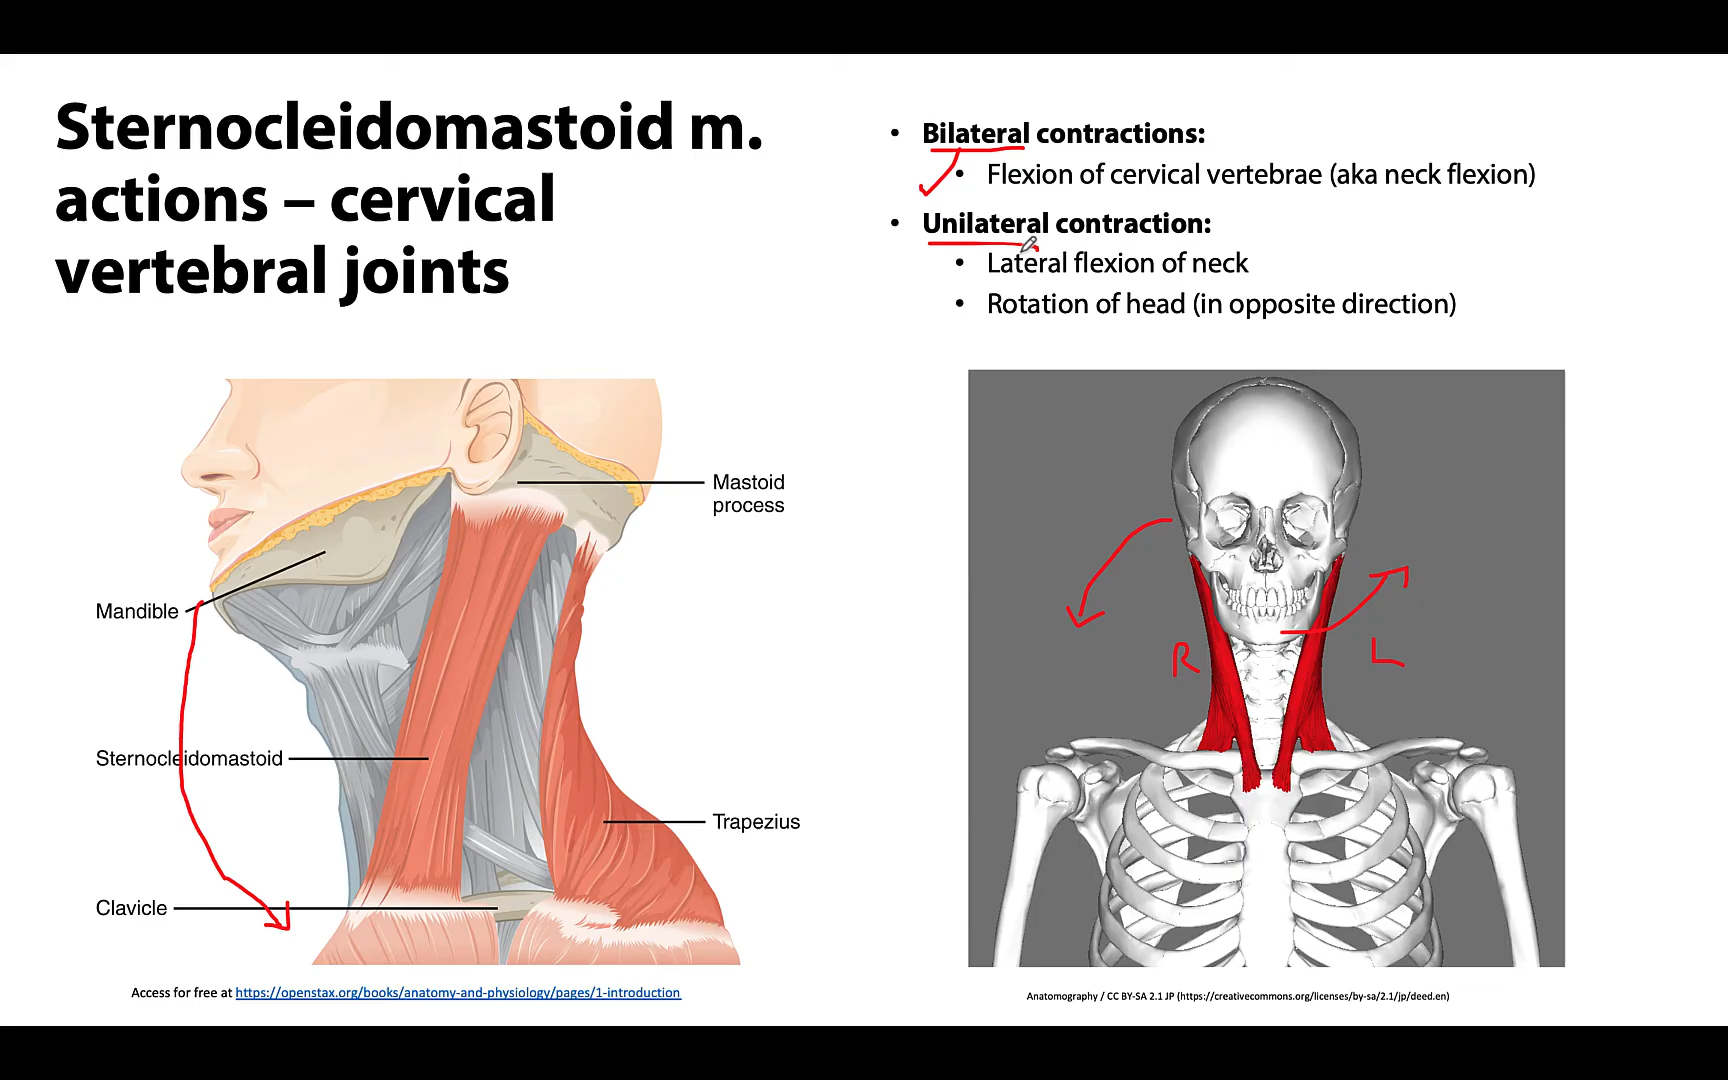 Sternocleidomastoid m.
actions – cervical
vertebral joints
• Bilateral contractions:
• Flexion of cervical vertebrae (aka neck flexion)
• Unilateral contraction:
• Lateral flexion of neck
• Rotation of head (in opposite direction)
Mastoid
process
Mandible
Sternocleidomastoid
Trapezius
Clavicle
Access for free at https://openstax.org/books/anatomy-and-physiology/pages/1-introduction
R
L
Anatomography / CC BY-SA 2.1 JP (https://creativecommons.org/licenses/by-sa/2.1/jp/deed.en)